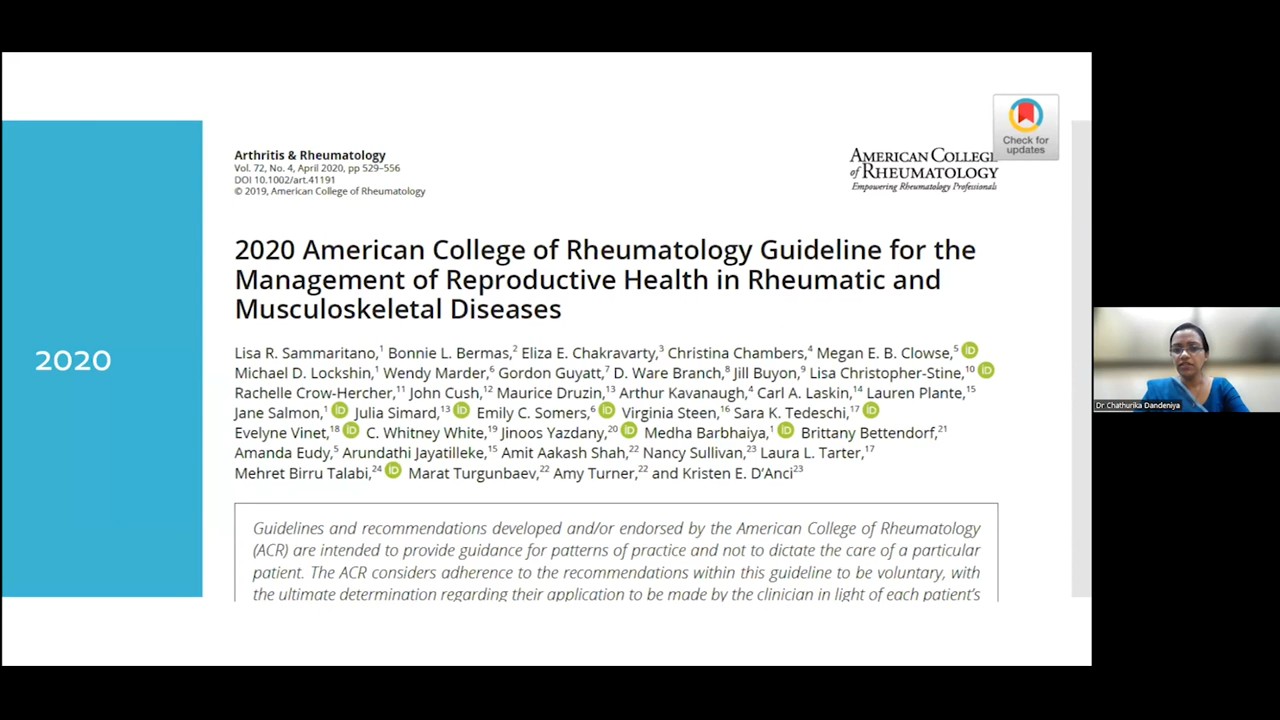 Check for
updates
Arthritis & Rheumatology
Vol. 72, No. 4, April 2020, pp 529–556
DOI 10.1002/art.41191
© 2019, American College of Rheumatology
AMERICAN COLLEGE
of RHEUMATOLOGY
Empowering Rheumatology Professionals
2020 American College of Rheumatology Guideline for the
Management of Reproductive Health in Rheumatic and
Musculoskeletal Diseases
2020
Lisa R. Sammaritano,¹ Bonnie L. Bermas,² Eliza E. Chakravarty,³ Christina Chambers,⁴ Megan E. B. Clowse,⁵ iD
Michael D. Lockshin,¹ Wendy Marder,⁶ Gordon Guyatt,⁷ D. Ware Branch,⁸ Jill Buyon,⁹ Lisa Christopher-Stine,¹⁰ iD
Rachelle Crow-Hercher,¹¹ John Cush,¹² Maurice Druzin,¹³ Arthur Kavanaugh,⁴ Carl A. Laskin,¹⁴ Lauren Plante,¹⁵
Jane Salmon,¹ iD Julia Simard,¹³ iD Emily C. Somers,⁶ iD Virginia Steen,¹⁶ Sara K. Tedeschi,¹⁷ iD
Evelyne Vinet,¹⁸ iD C. Whitney White,¹⁹ Jinoos Yazdany,²⁰ iD Medha Barbhaiya,¹ iD Brittany Bettendorf,²¹
Amanda Eudy,⁵ Arundathi Jayatilleke,¹⁵ Amit Aakash Shah,²² Nancy Sullivan,²³ Laura L. Tarter,¹⁷
Mehret Birru Talabi,²⁴ iD Marat Turgunbaev,²² Amy Turner,²² and Kristen E. D'Anci²³
Guidelines and recommendations developed and/or endorsed by the American College of Rheumatology
(ACR) are intended to provide guidance for patterns of practice and not to dictate the care of a particular
patient. The ACR considers adherence to the recommendations within this guideline to be voluntary, with
the ultimate determination regarding their application to be made by the clinician in light of each patient's
Dr Chathurika Dandeniya